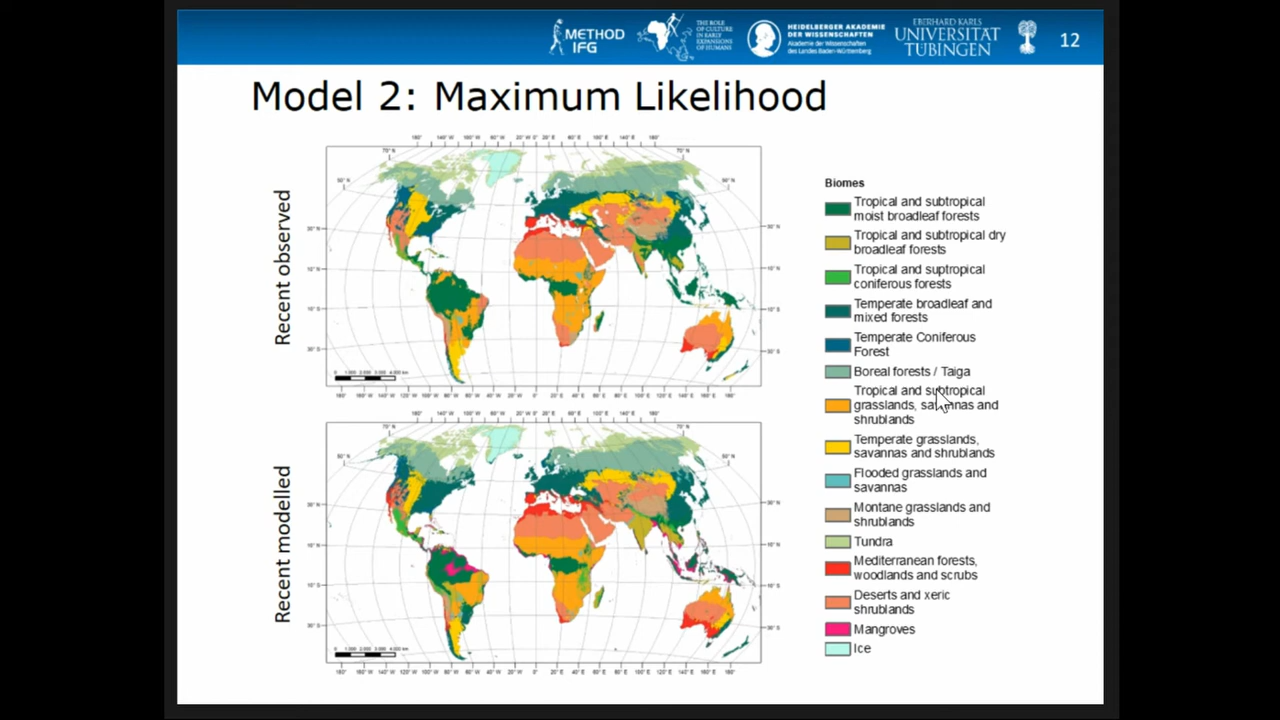 METHOD
IFG
THE ROLE
OF CULTURE
IN EARLY
EXPANSIONS
OF HUMANS
HEIDELBERGER AKADEMIE
DER WISSENSCHAFTEN
Akademie der Wissenschaften
des Landes Baden-Württemberg
EBERHARD KARLS
UNIVERSITÄT
TÜBINGEN
12
Model 2: Maximum Likelihood
Recent observed
Recent modelled
Biomes
Tropical and subtropical
moist broadleaf forests
Tropical and subtropical dry
broadleaf forests
Tropical and suptropical
coniferous forests
Temperate broadleaf and
mixed forests
Temperate Coniferous
Forest
Boreal forests / Taiga
Tropical and subtropical
grasslands, savannas and
shrublands
Temperate grasslands,
savannas and shrublands
Flooded grasslands and
savannas
Montane grasslands and
shrublands
Tundra
Mediterranean forests,
woodlands and scrubs
Deserts and xeric
shrublands
Mangroves
Ice